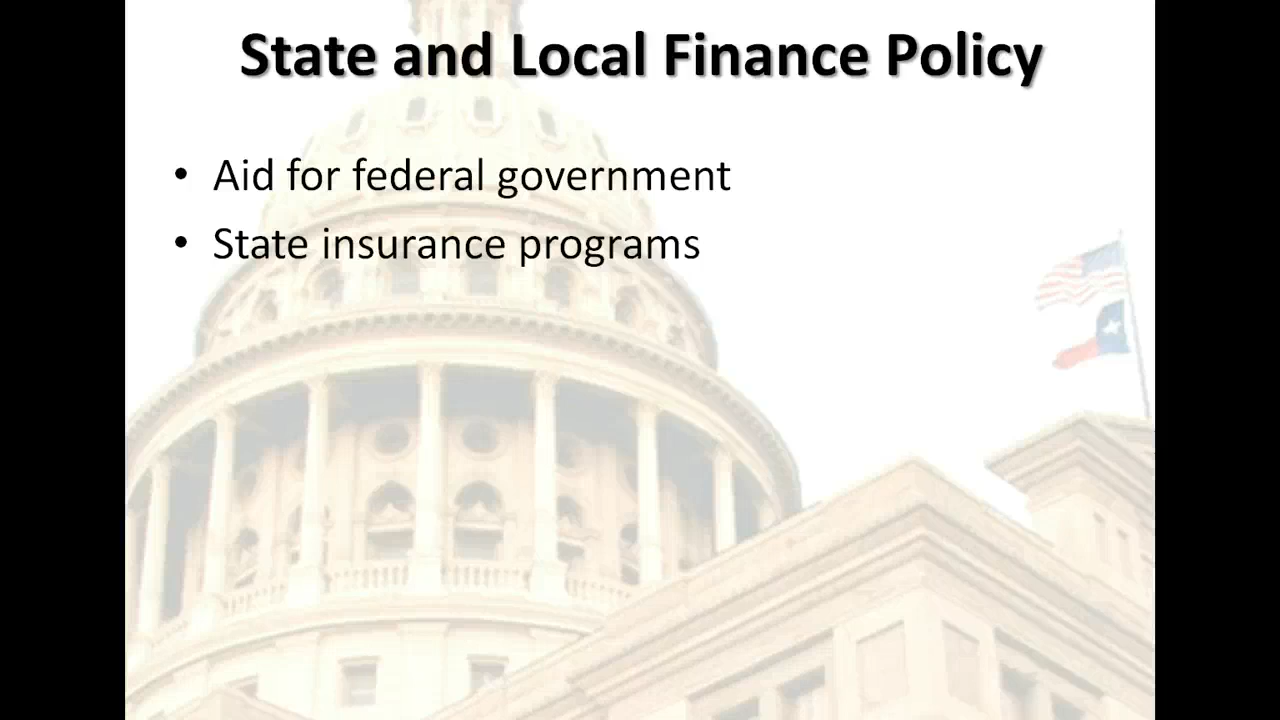 State and Local Finance Policy
• Aid for federal government
• State insurance programs